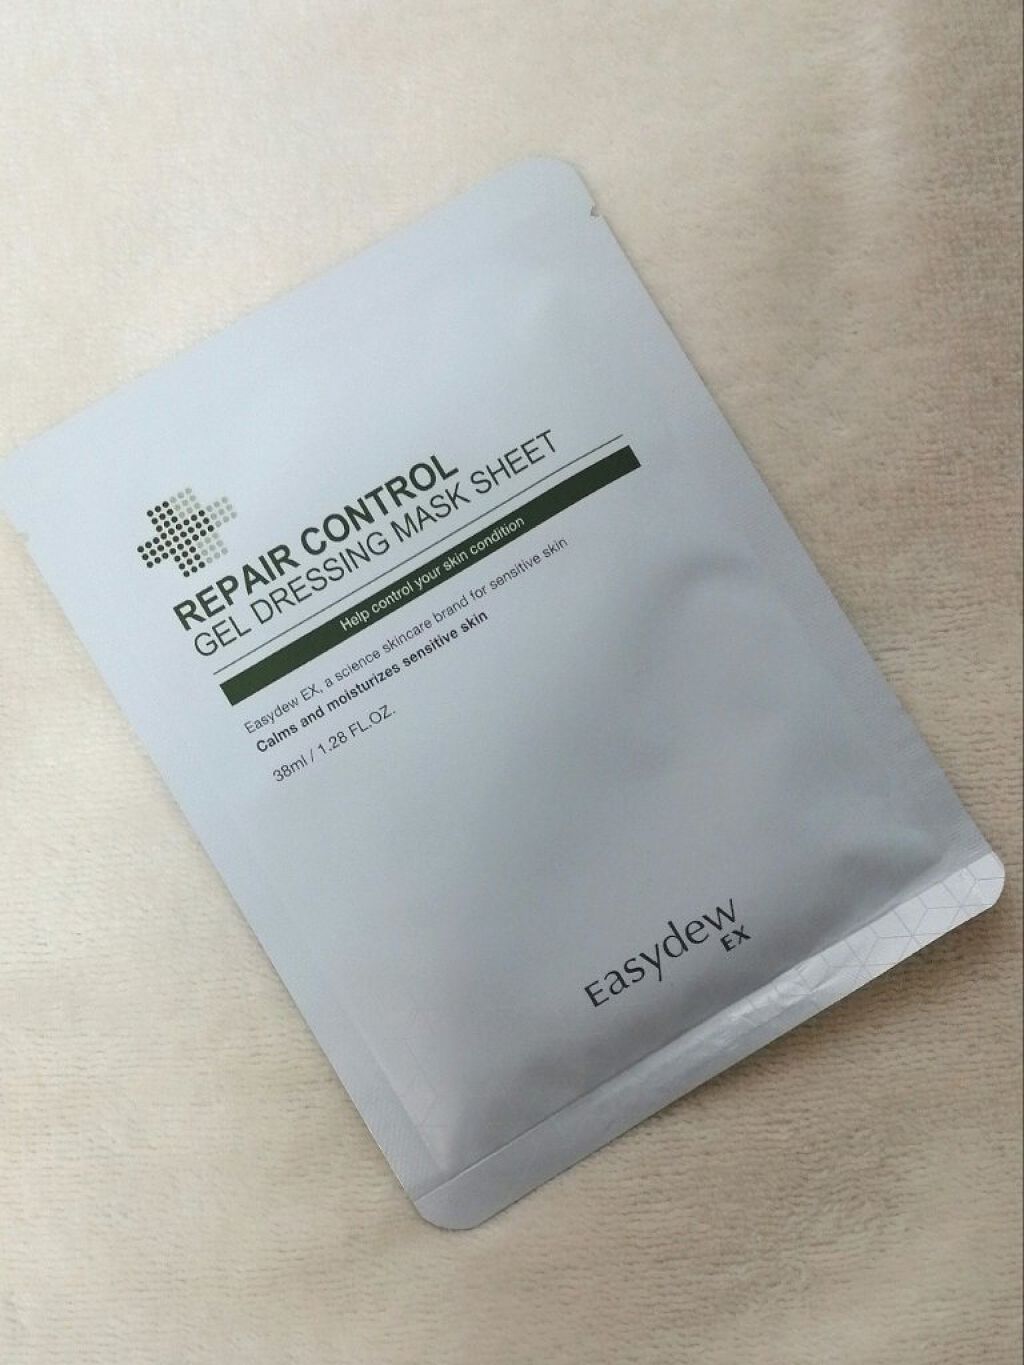 REPAIR CONTROL
GEL DRESSING MASK SHEET
Help control your skin condition
Easydew EX, a science skincare brand for sensitive skin
Calms and moisturizes sensitive skin
38ml / 1.28 FL.OZ.
Easydew
EX